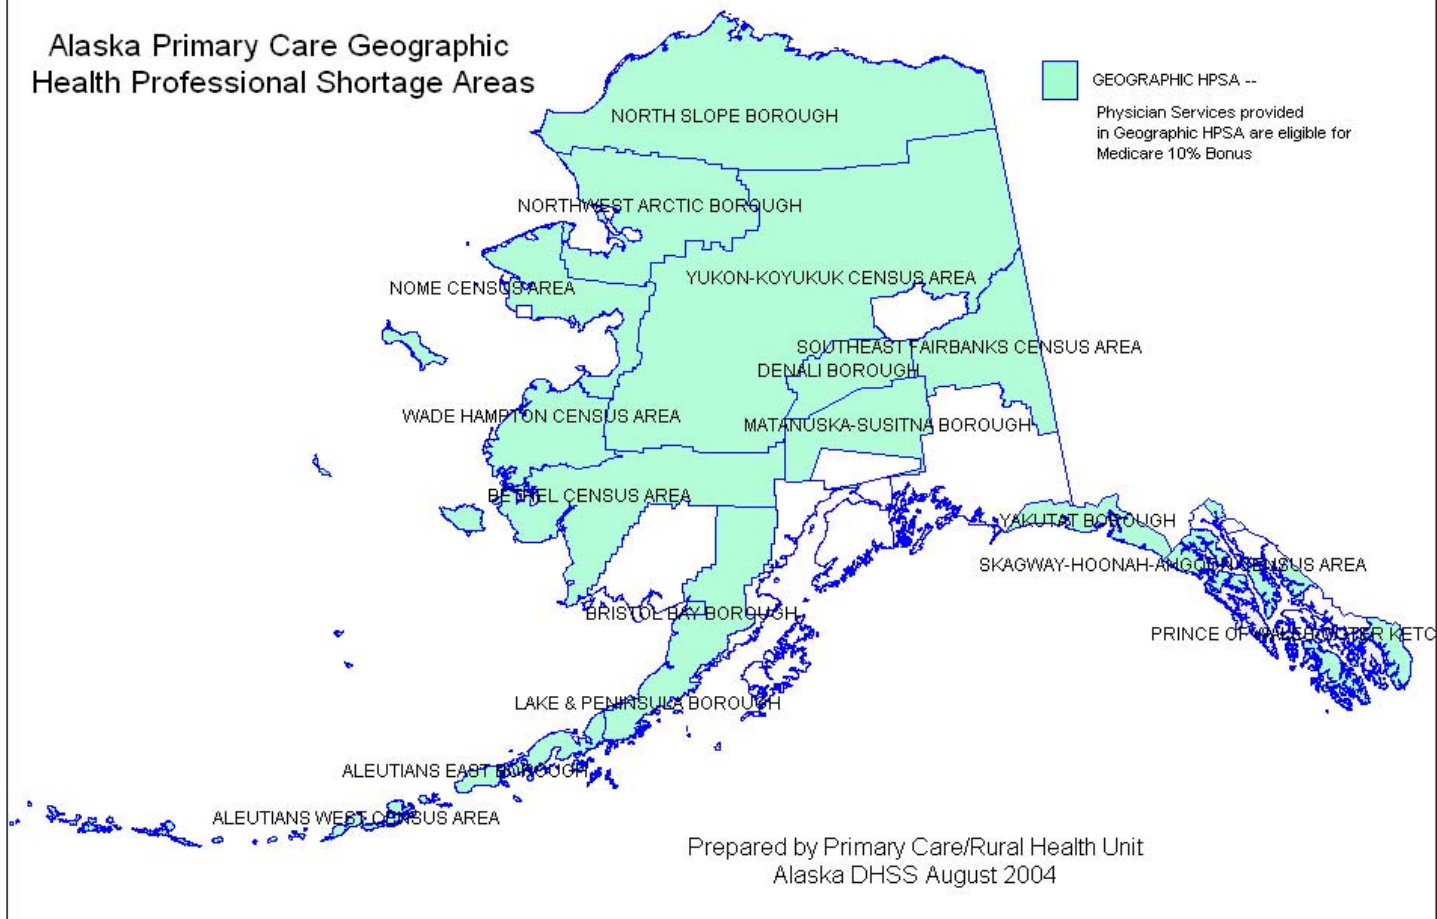 Alaska Primary Care Geographic
Health Professional Shortage Areas
GEOGRAPHIC HPSA --
Physician Services provided
in Geographic HPSA are eligible for
Medicare 10% Bonus
NORTH SLOPE BOROUGH
NORTHWEST ARCTIC BOROUGH
YUKON-KOYUKUK CENSUS AREA
NOME CENSUS AREA
SOUTHEAST FAIRBANKS CENSUS AREA
DENALI BOROUGH
WADE HAMPTON CENSUS AREA
MATANUSKA-SUSITNA BOROUGH
BETHEL CENSUS AREA
YAKUTAT BOROUGH
SKAGWAY-HOONAH-ANGOON CENSUS AREA
BRISTOL BAY BOROUGH
PRINCE OF WALES-OUTER KETC
LAKE & PENINSULA BOROUGH
ALEUTIANS EAST BOROUGH
ALEUTIANS WEST CENSUS AREA
Prepared by Primary Care/Rural Health Unit
Alaska DHSS August 2004